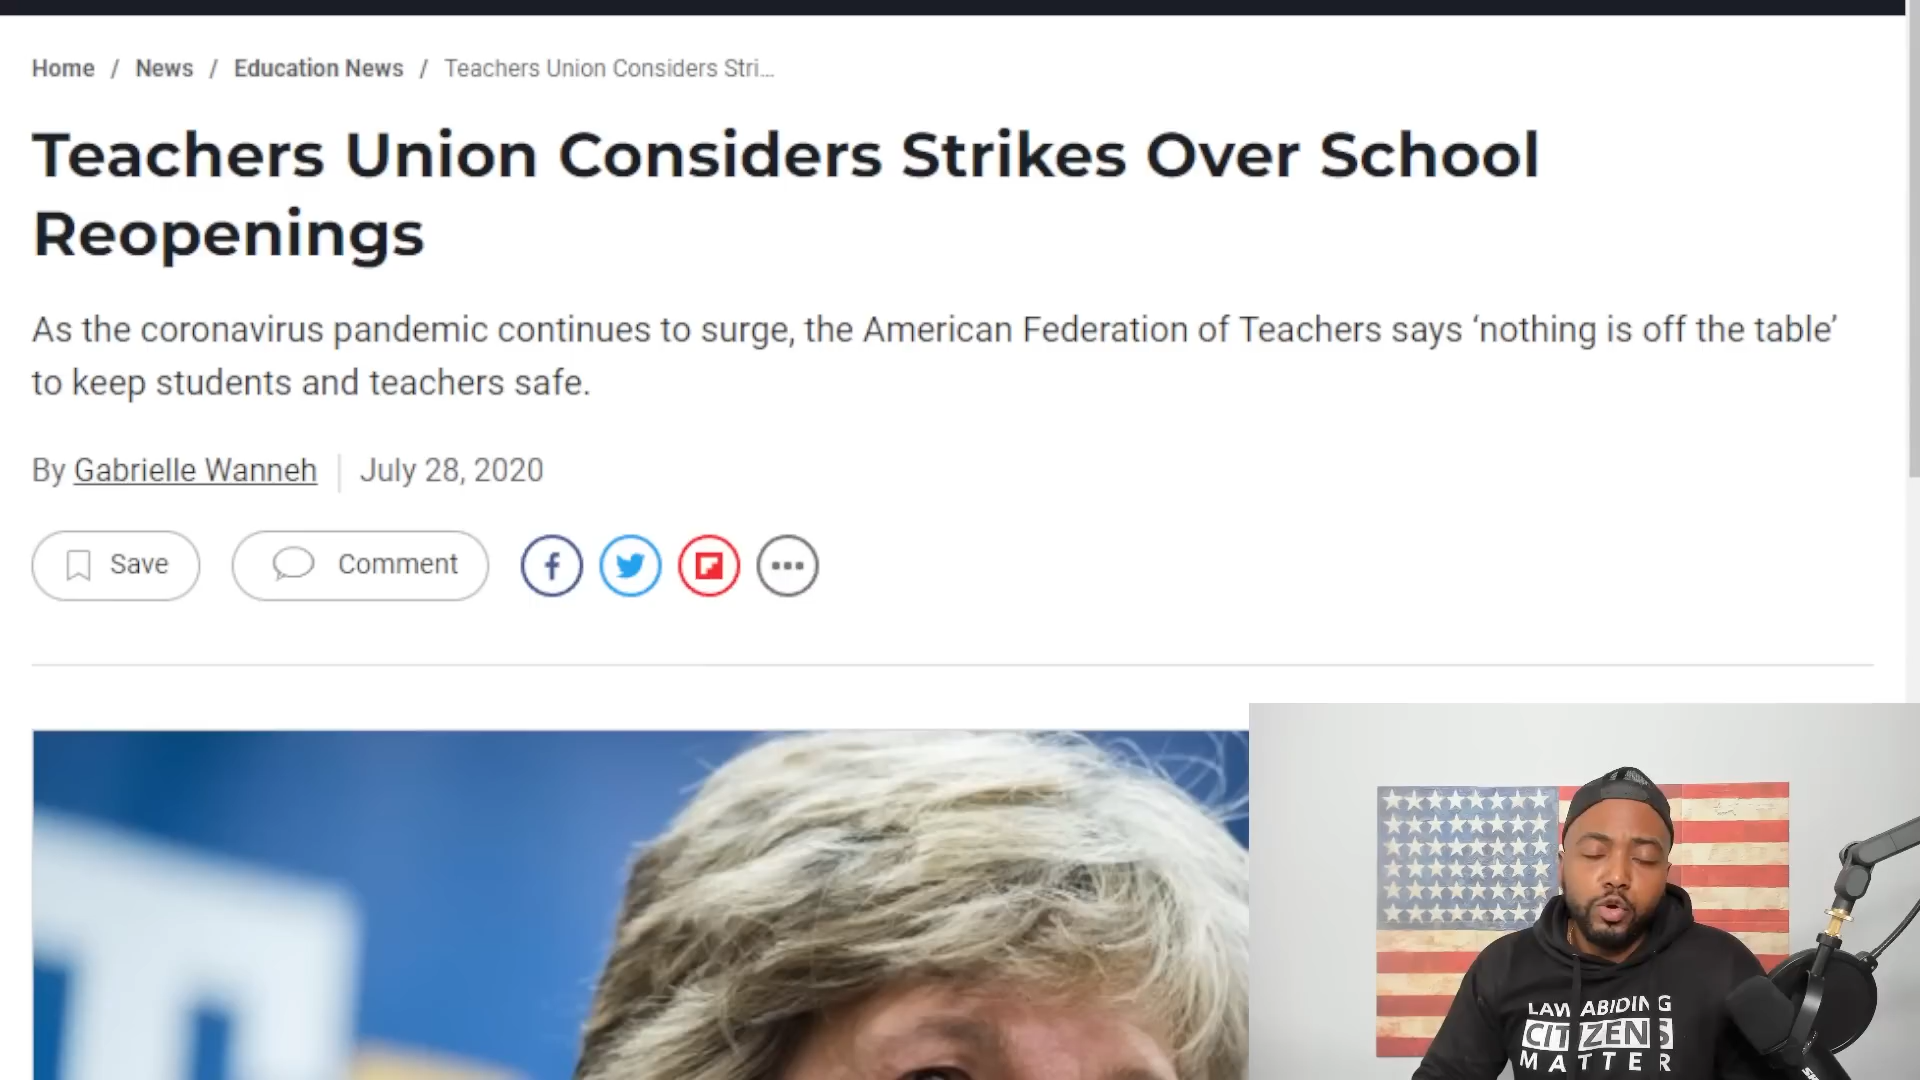 Home / News / Education News / Teachers Union Considers Stri...
Teachers Union Considers Strikes Over School
Reopenings
As the coronavirus pandemic continues to surge, the American Federation of Teachers says ‘nothing is off the table’
to keep students and teachers safe.
By Gabrielle Wanneh | July 28, 2020
Save
Comment
LAW ABIDING
CITIZENS
MATTER